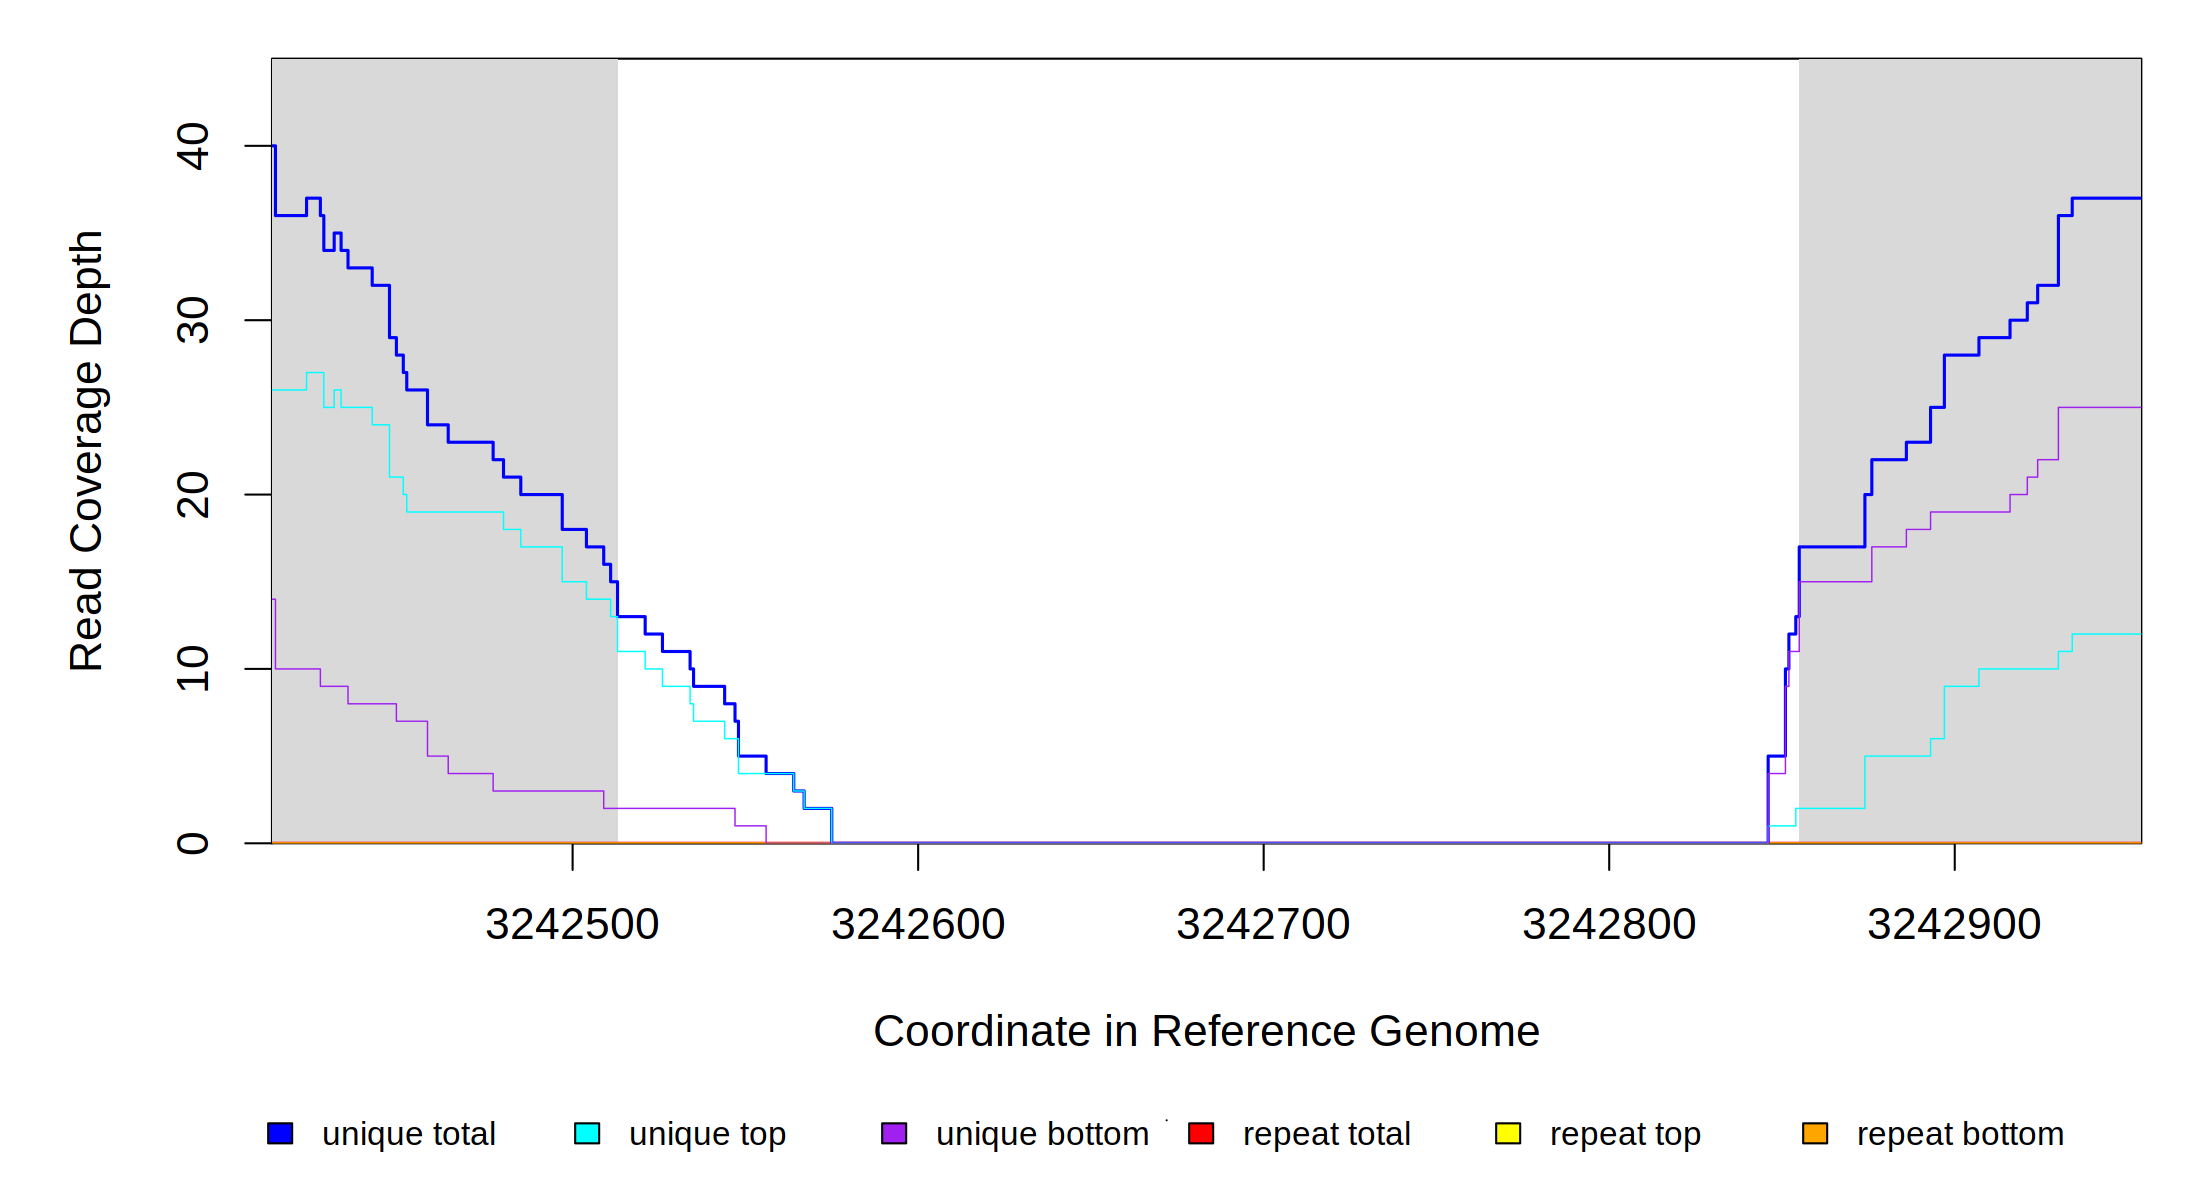 Read Coverage Depth
40
30
20
10
0
3242500 3242600 3242700 3242800 3242900
Coordinate in Reference Genome
unique total unique top unique bottom repeat total repeat top repeat bottom